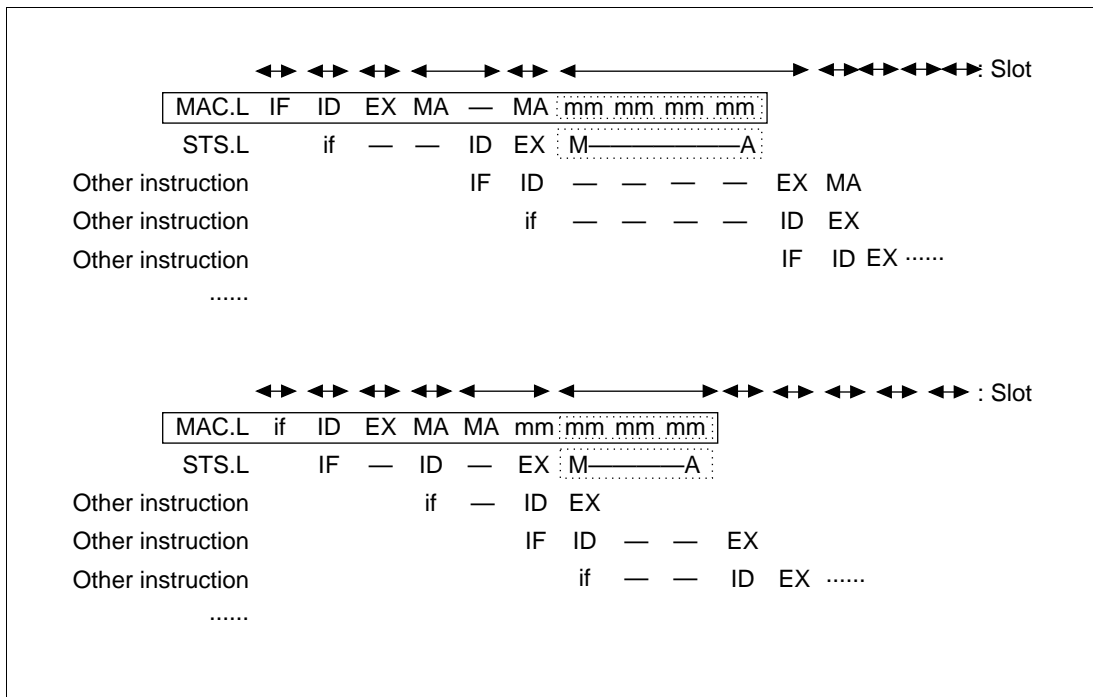 : Slot
MAC.L IF ID EX MA — MA mm mm mm mm
STS.L if — — ID EX M———————A
Other instruction IF ID — — — — EX MA
Other instruction if — — — — ID EX
Other instruction IF ID EX ······
······
: Slot
MAC.L if ID EX MA MA mm mm mm mm
STS.L IF — ID — EX M————A
Other instruction if — ID EX
Other instruction IF ID — — EX
Other instruction if — — ID EX ······
······